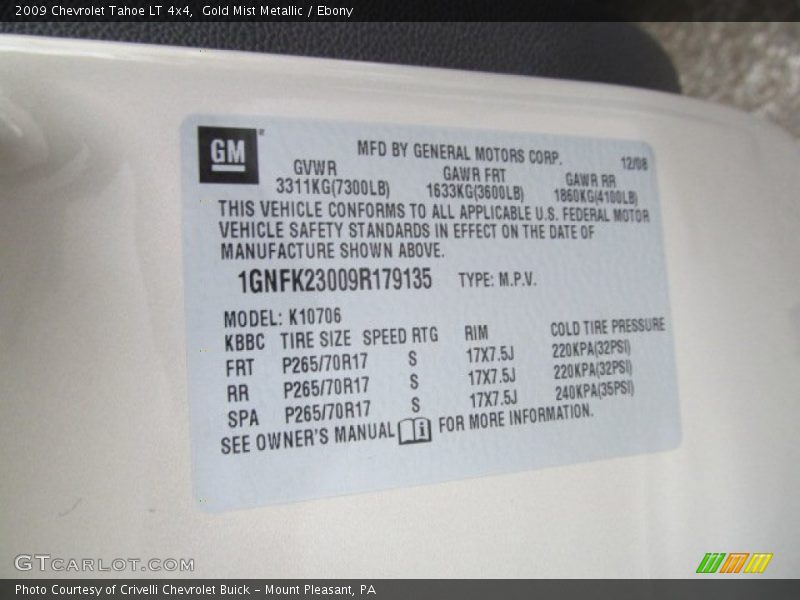 2009 Chevrolet Tahoe LT 4x4, Gold Mist Metallic / Ebony
GM
MFD BY GENERAL MOTORS CORP. 12/08
GVWR GAWR FRT GAWR RR
3311KG(7300LB) 1633KG(3600LB) 1860KG(4100LB)
THIS VEHICLE CONFORMS TO ALL APPLICABLE U.S. FEDERAL MOTOR
VEHICLE SAFETY STANDARDS IN EFFECT ON THE DATE OF
MANUFACTURE SHOWN ABOVE.
1GNFK23009R179135 TYPE: M.P.V.
MODEL: K10706
KBBC TIRE SIZE SPEED RTG RIM COLD TIRE PRESSURE
FRT P265/70R17 S 17X7.5J 220KPA(32PSI)
RR P265/70R17 S 17X7.5J 220KPA(32PSI)
SPA P265/70R17 S 17X7.5J 240KPA(35PSI)
SEE OWNER'S MANUAL i FOR MORE INFORMATION.
GTCARLOT.COM
Photo Courtesy of Crivelli Chevrolet Buick – Mount Pleasant, PA